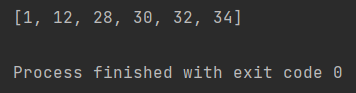 [1, 12, 28, 30, 32, 34]
Process finished with exit code 0